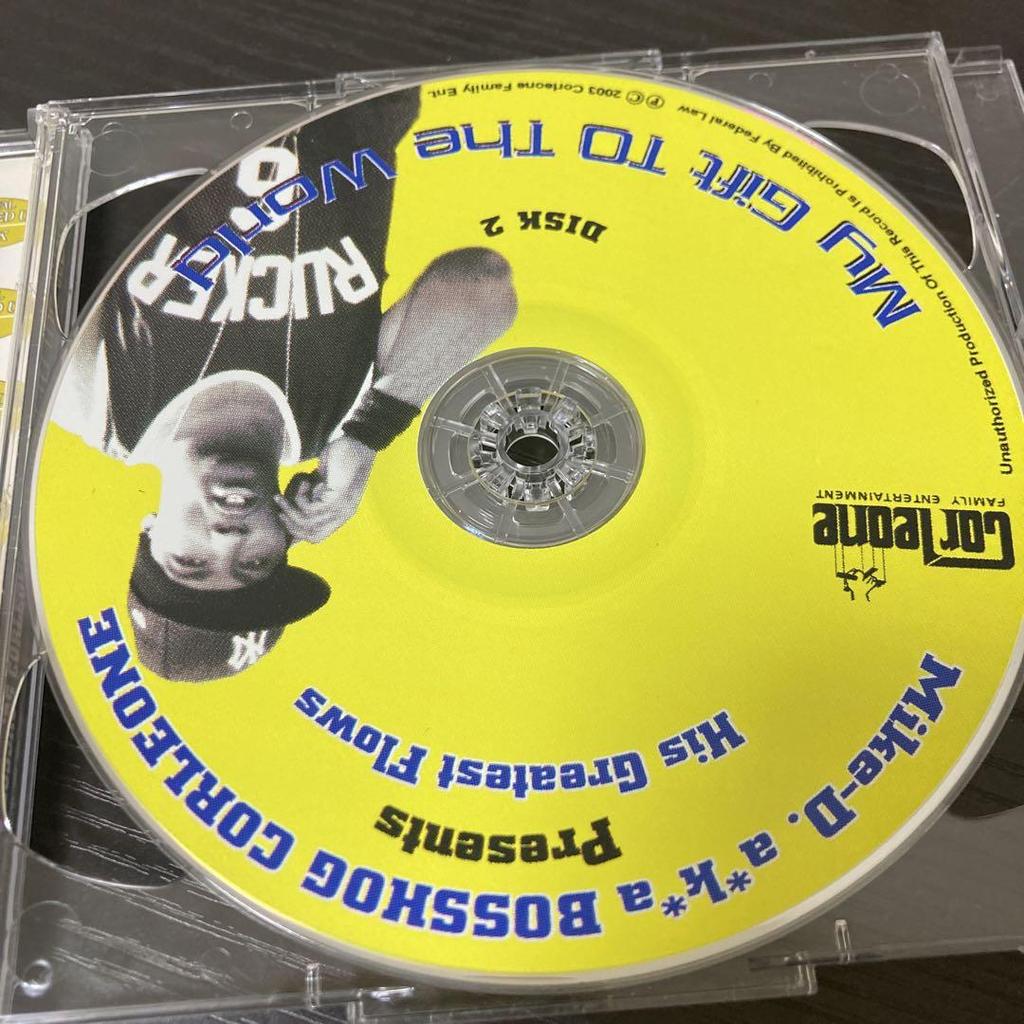 Mike-D. a*k*a BOSSHOG CORLEONE
Presents
His Greatest Flows
Corleone
FAMILY ENTERTAINMENT
NY
RUCKER
DISK 2
My Gift TO The World
Unauthorized Production Of This Record Is Prohibited By Federal Law ℗ © 2003 Corleone Family Ent.